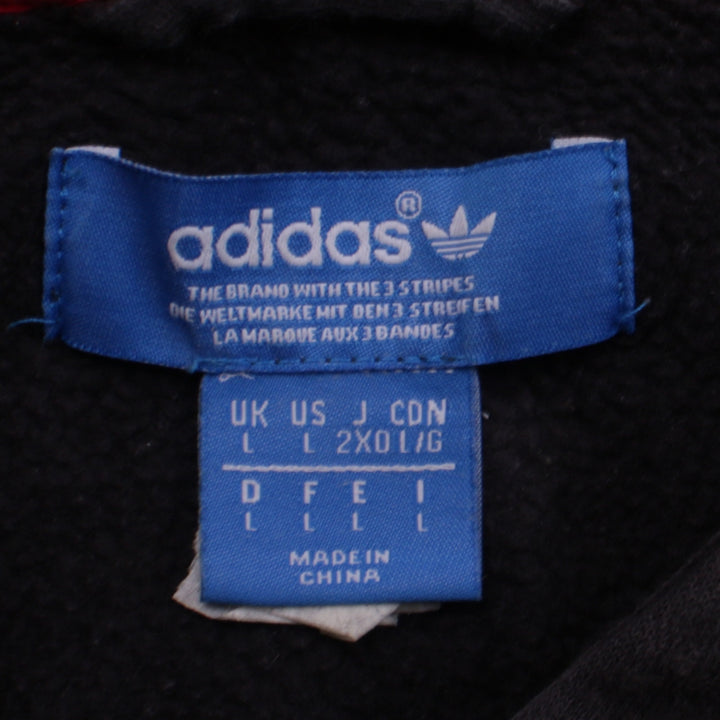 adidas®
THE BRAND WITH THE 3 STRIPES
DIE WELTMARKE MIT DEN 3 STREIFEN
LA MARQUE AUX 3 BANDES
UK US J CDN
L L 2XO L/G
D F E I
L L L L
MADE IN
CHINA